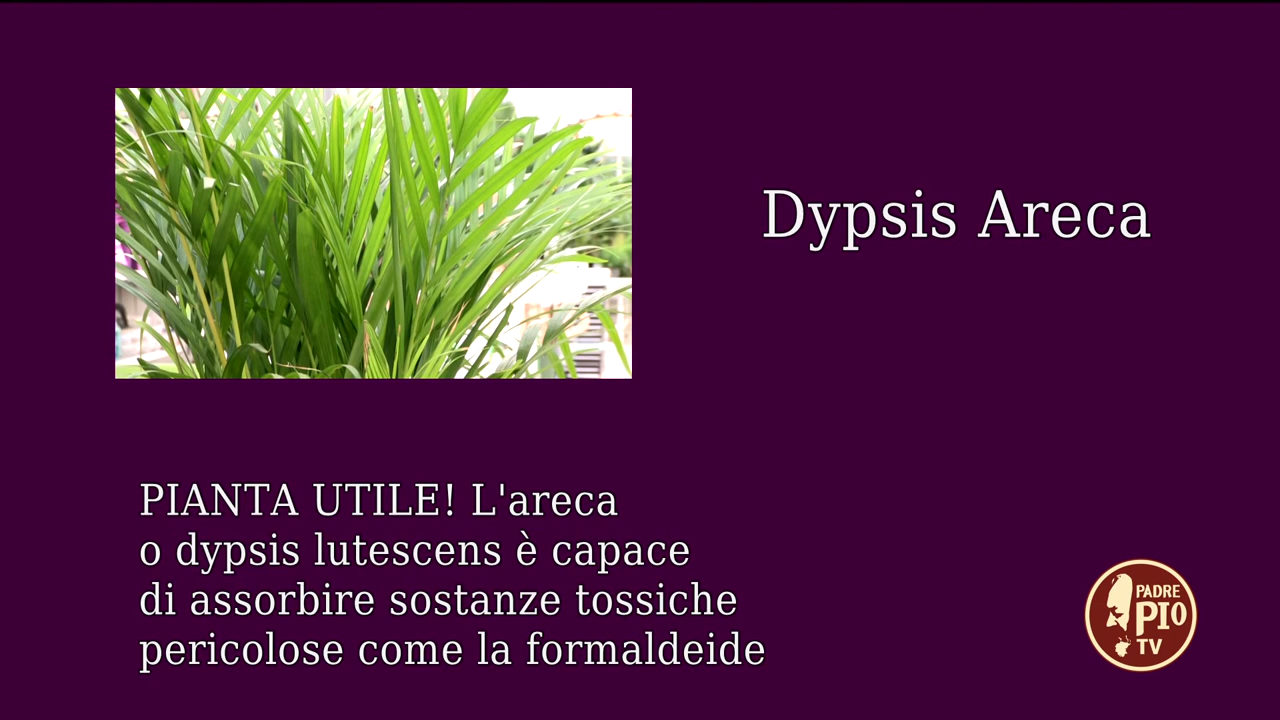 Dypsis Areca
PIANTA UTILE! L'areca
o dypsis lutescens è capace
di assorbire sostanze tossiche
pericolose come la formaldeide
PADRE
PIO
TV